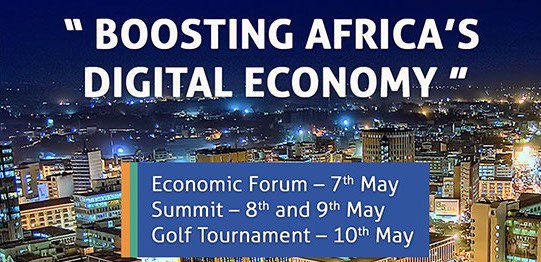 “ BOOSTING AFRICA’S
DIGITAL ECONOMY ”
Economic Forum – 7th May
Summit – 8th and 9th May
Golf Tournament – 10th May